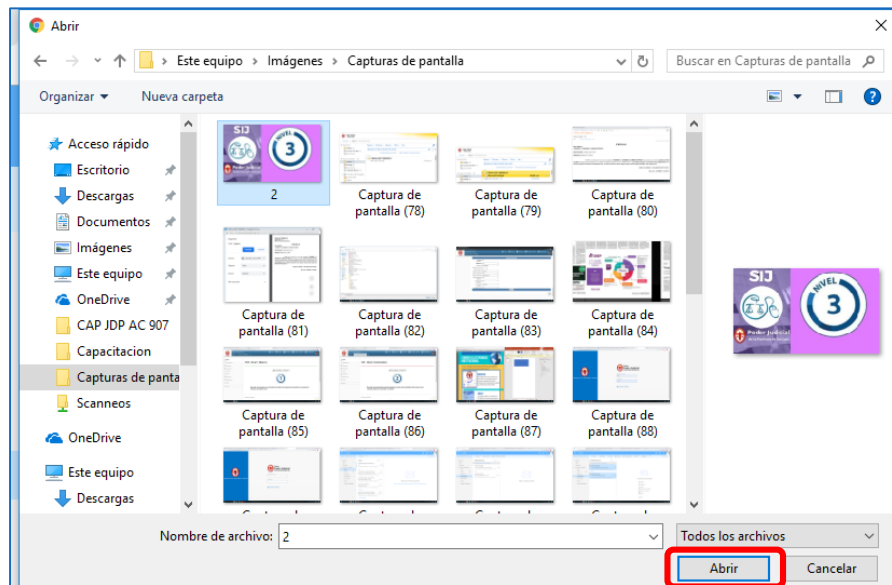 Abrir
Este equipo > Imágenes > Capturas de pantalla
Buscar en Capturas de pantalla
Organizar
Nueva carpeta
Acceso rápido
Escritorio
Descargas
Documentos
Imágenes
Este equipo
OneDrive
CAP JDP AC 907
Capacitacion
Capturas de panta
Scanneos
OneDrive
Este equipo
Descargas
SIJ
NIVEL
3
Poder Judicial
2
Captura de
pantalla (78)
Captura de
pantalla (79)
Captura de
pantalla (80)
Captura de
pantalla (81)
Captura de
pantalla (82)
Captura de
pantalla (83)
Captura de
pantalla (84)
Captura de
pantalla (85)
Captura de
pantalla (86)
Captura de
pantalla (87)
Captura de
pantalla (88)
SIJ
NIVEL
3
Poder Judicial
Nombre de archivo: 2
Todos los archivos
Abrir
Cancelar